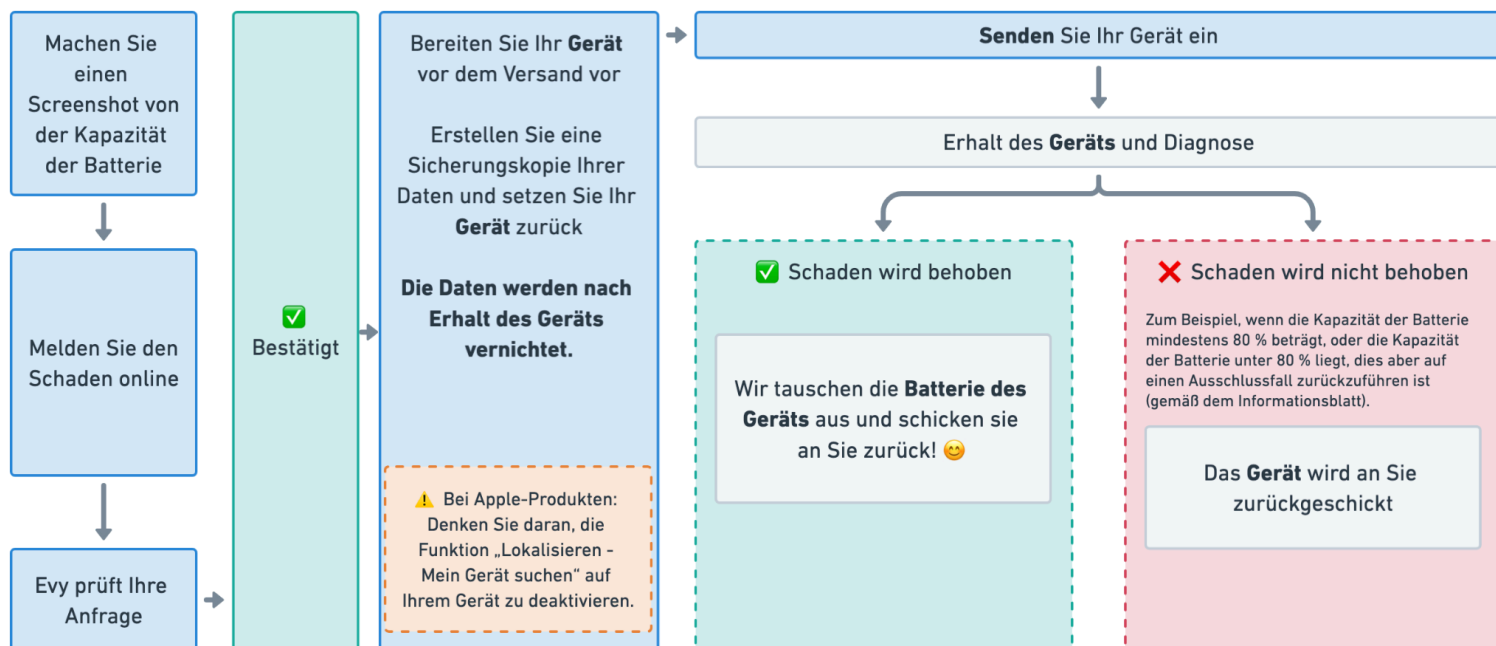 Machen Sie
einen
Screenshot von
der Kapazität
der Batterie
Melden Sie den
Schaden online
Evy prüft Ihre
Anfrage
✅
Bestätigt
Bereiten Sie Ihr Gerät
vor dem Versand vor
Erstellen Sie eine
Sicherungskopie Ihrer
Daten und setzen Sie Ihr
Gerät zurück
Die Daten werden nach
Erhalt des Geräts
vernichtet.
⚠️ Bei Apple-Produkten:
Denken Sie daran, die
Funktion „Lokalisieren -
Mein Gerät suchen“ auf
Ihrem Gerät zu deaktivieren.
Senden Sie Ihr Gerät ein
Erhalt des Geräts und Diagnose
✅ Schaden wird behoben
Wir tauschen die Batterie des
Geräts aus und schicken sie
an Sie zurück! 😊
❌ Schaden wird nicht behoben
Zum Beispiel, wenn die Kapazität der Batterie
mindestens 80 % beträgt, oder die Kapazität
der Batterie unter 80 % liegt, dies aber auf
einen Ausschlussfall zurückzuführen ist
(gemäß dem Informationsblatt).
Das Gerät wird an Sie
zurückgeschickt